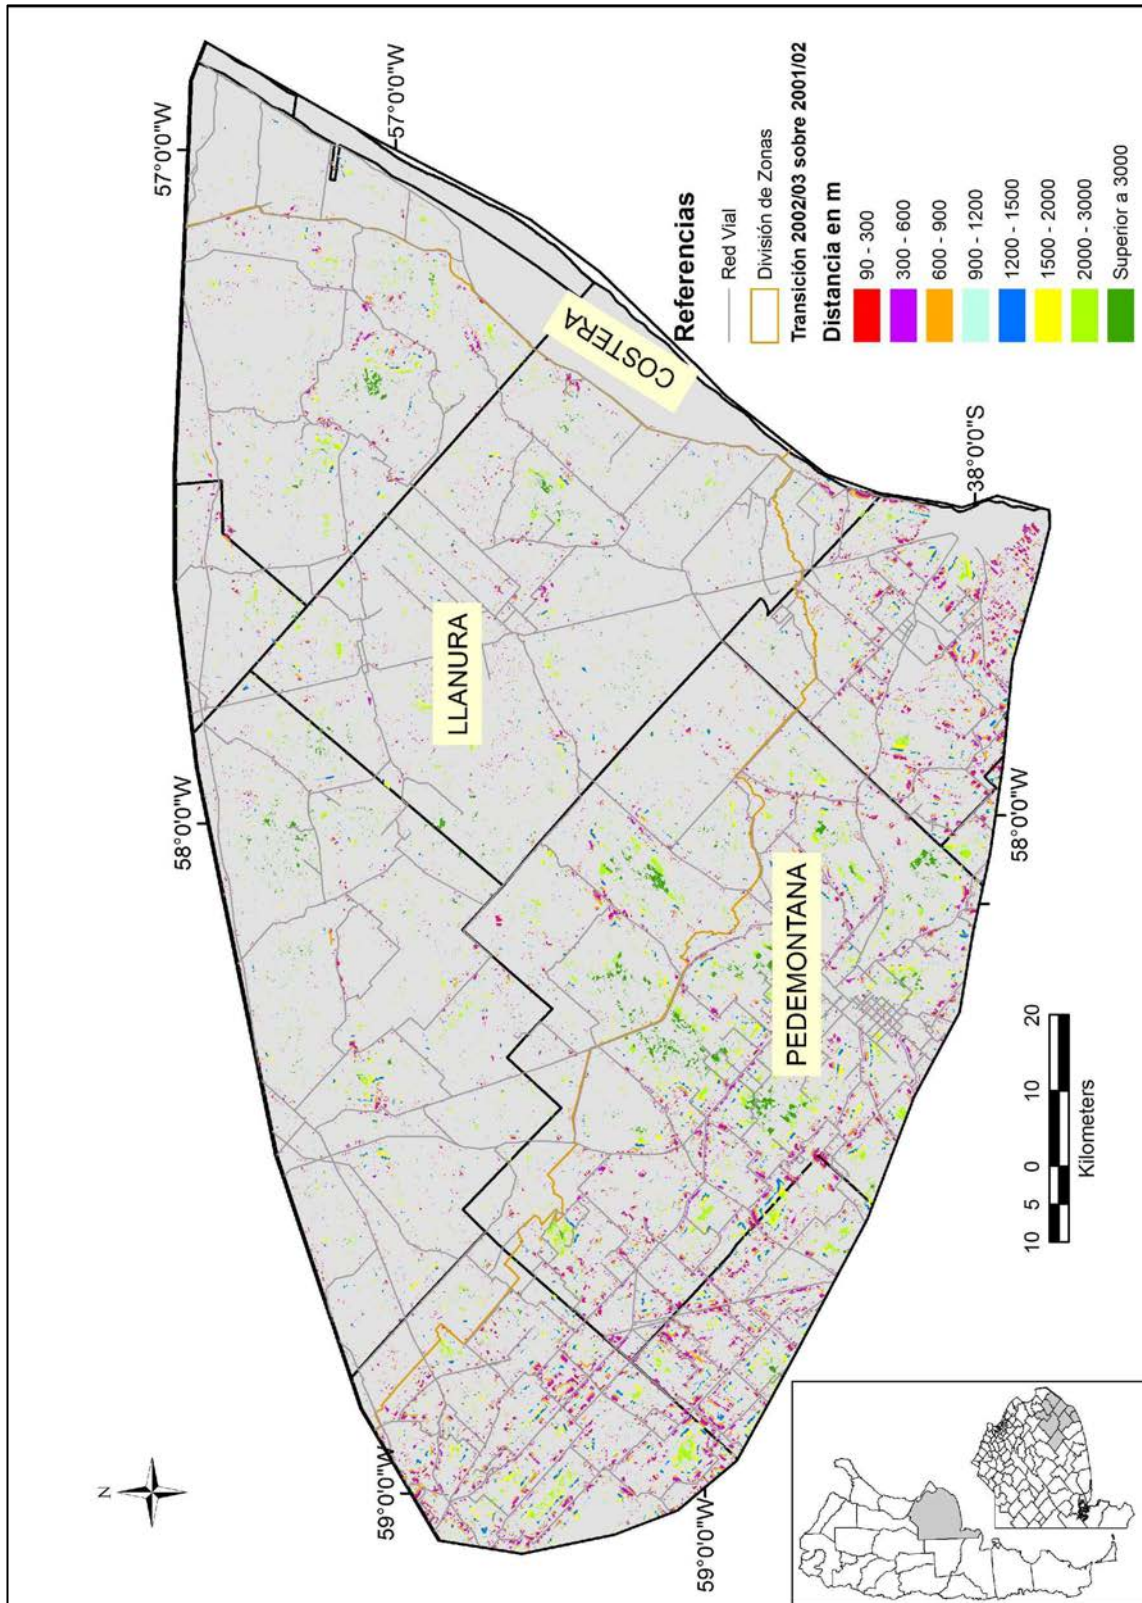 N
57°0'0"W
57°0'0"W
58°0'0"W
58°0'0"W
59°0'0"W
59°0'0"W
38°0'0"S
LLANURA
COSTERA
PEDEMONTANA
Referencias
Red Vial
División de Zonas
Transición 2002/03 sobre 2001/02
Distancia en m
90 - 300
300 - 600
600 - 900
900 - 1200
1200 - 1500
1500 - 2000
2000 - 3000
Superior a 3000
10 5 0 10 20
Kilometers